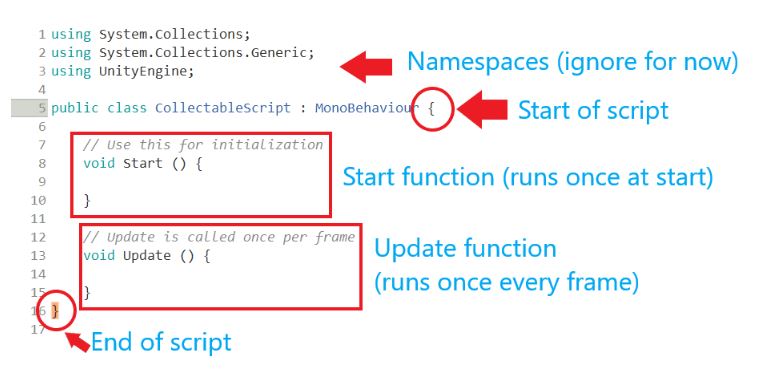 1 using System.Collections;
2 using System.Collections.Generic;
3 using UnityEngine;
Namespaces (ignore for now)
4
5 public class CollectableScript : MonoBehaviour {
Start of script
6
7 // Use this for initialization
8 void Start () {
Start function (runs once at start)
9
10 }
11
12 // Update is called once per frame
13 void Update () {
Update function
(runs once every frame)
14
15 }
16 }
17
End of script